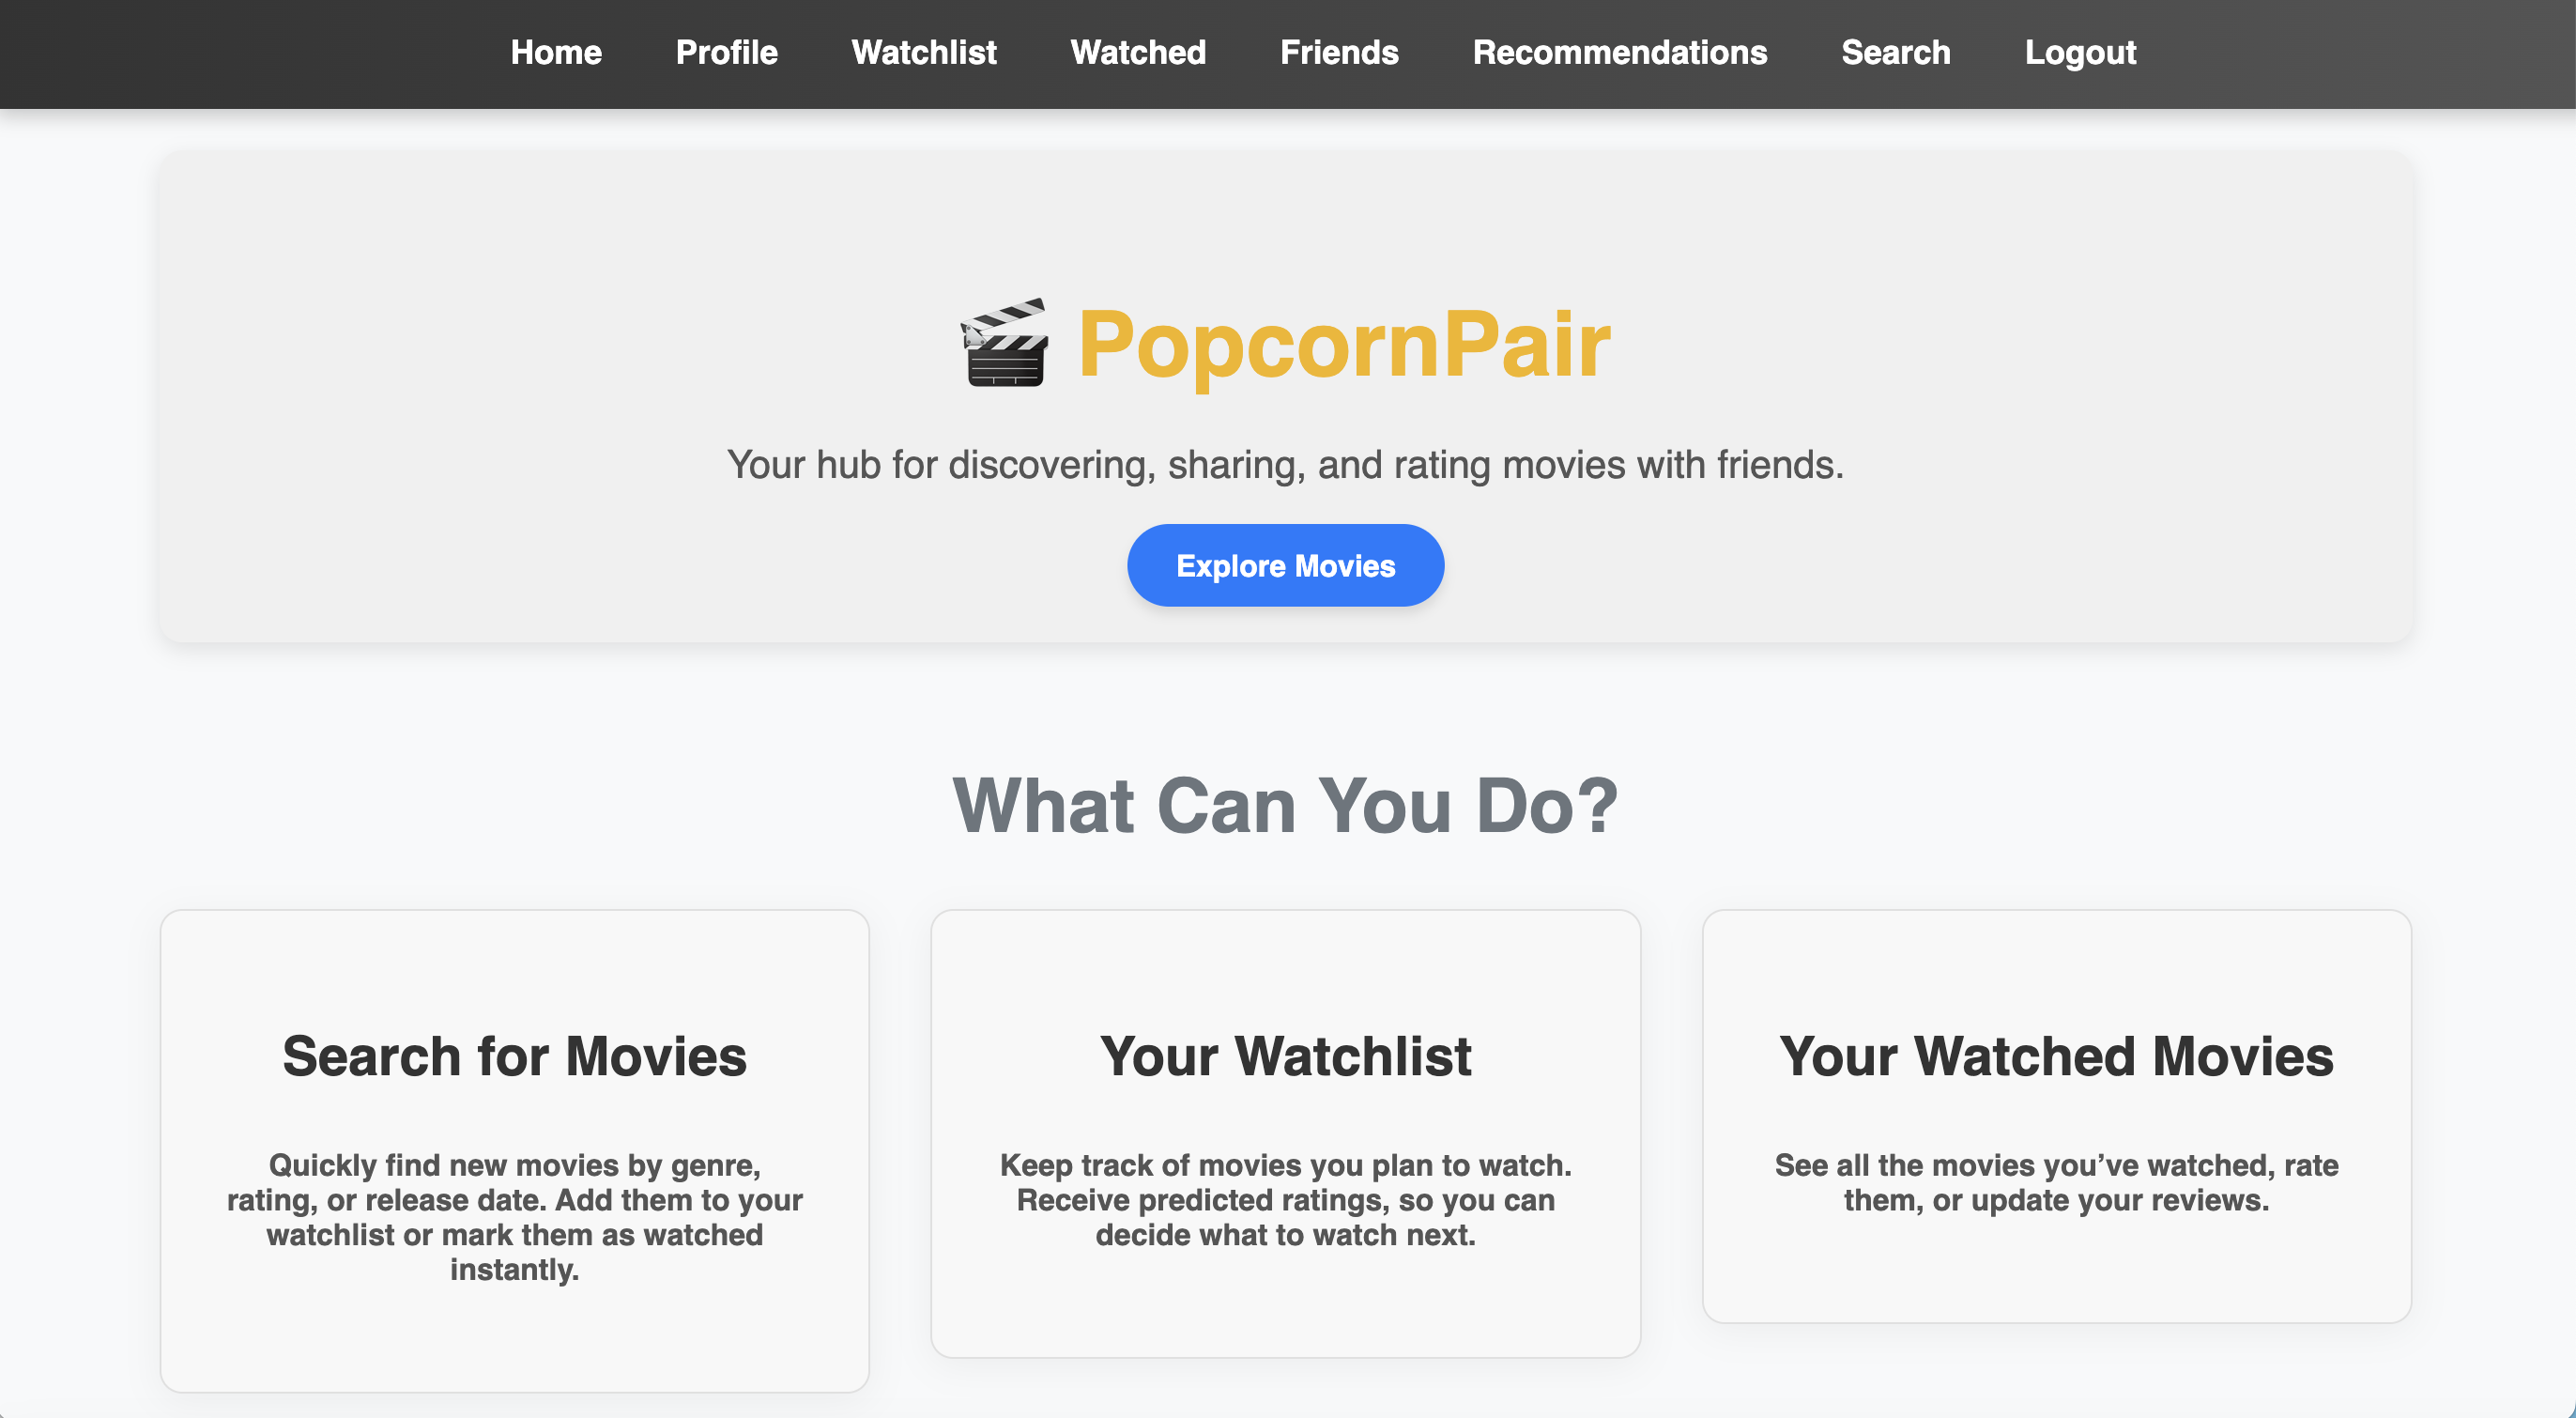 Home Profile Watchlist Watched Friends Recommendations Search Logout
PopcornPair
Your hub for discovering, sharing, and rating movies with friends.
Explore Movies
What Can You Do?
Search for Movies
Quickly find new movies by genre,
rating, or release date. Add them to your
watchlist or mark them as watched
instantly.
Your Watchlist
Keep track of movies you plan to watch.
Receive predicted ratings, so you can
decide what to watch next.
Your Watched Movies
See all the movies you’ve watched, rate
them, or update your reviews.